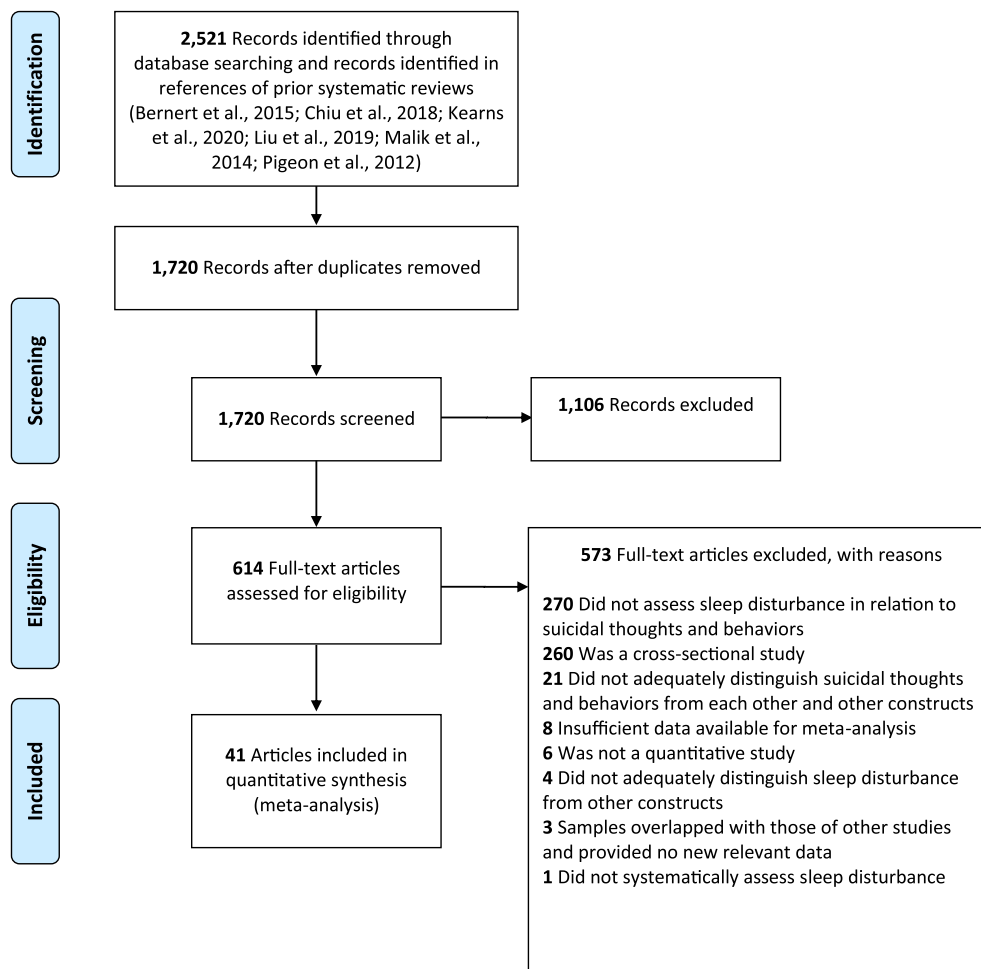 Identification
2,521 Records identified through
database searching and records identified in
references of prior systematic reviews
(Bernert et al., 2015; Chiu et al., 2018; Kearns
et al., 2020; Liu et al., 2019; Malik et al.,
2014; Pigeon et al., 2012)
1,720 Records after duplicates removed
Screening
1,720 Records screened
1,106 Records excluded
Eligibility
614 Full-text articles
assessed for eligibility
573 Full-text articles excluded, with reasons
270 Did not assess sleep disturbance in relation to
suicidal thoughts and behaviors
260 Was a cross-sectional study
21 Did not adequately distinguish suicidal thoughts
and behaviors from each other and other constructs
8 Insufficient data available for meta-analysis
6 Was not a quantitative study
4 Did not adequately distinguish sleep disturbance
from other constructs
3 Samples overlapped with those of other studies
and provided no new relevant data
1 Did not systematically assess sleep disturbance
Included
41 Articles included in
quantitative synthesis
(meta-analysis)